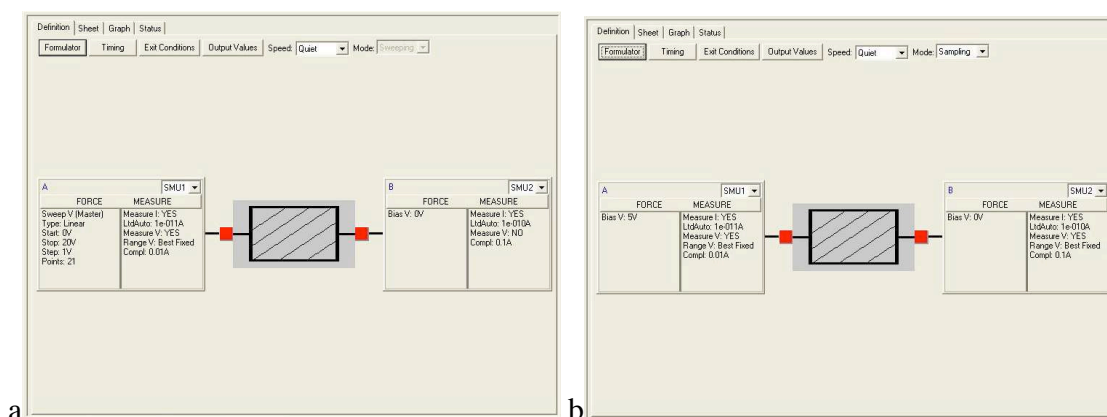 Definition Sheet Graph Status
Formulator Timing Exit Conditions Output Values Speed: Quiet Mode: Sweeping
A SMU1
FORCE MEASURE
Sweep V (Master) Measure I: YES
Type: Linear LtdAuto: 1e-011A
Start: 0V Measure V: YES
Stop: 20V Range V: Best Fixed
Step: 1V Compl: 0.01A
Points: 21
B SMU2
FORCE MEASURE
Bias V: 0V Measure I: YES
LtdAuto: 1e-010A
Measure V: NO
Compl: 0.1A
a
Definition Sheet Graph Status
Formulator Timing Exit Conditions Output Values Speed: Quiet Mode: Sampling
A SMU1
FORCE MEASURE
Bias V: 5V Measure I: YES
LtdAuto: 1e-011A
Measure V: YES
Range V: Best Fixed
Compl: 0.01A
B SMU2
FORCE MEASURE
Bias V: 0V Measure I: YES
LtdAuto: 1e-010A
Measure V: YES
Range V: Best Fixed
Compl: 0.1A
b